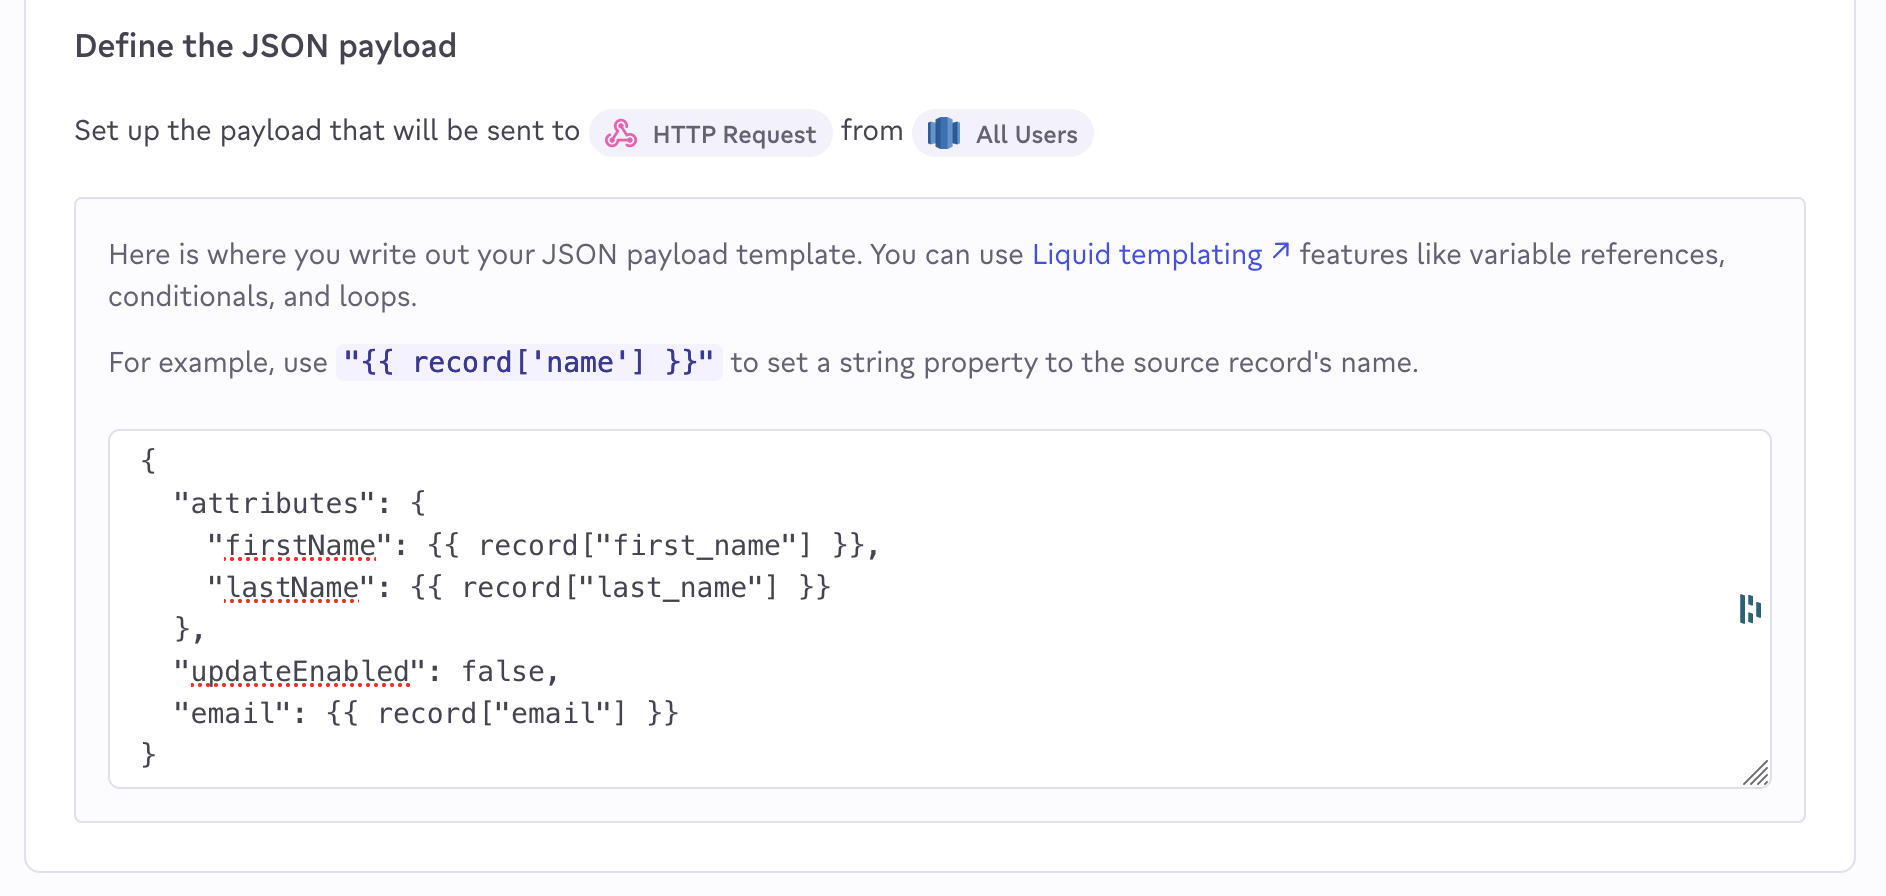 Define the JSON payload
Set up the payload that will be sent to HTTP Request from All Users
Here is where you write out your JSON payload template. You can use Liquid templating ↗ features like variable references,
conditionals, and loops.
For example, use "{{ record['name'] }}" to set a string property to the source record's name.
{
  "attributes": {
    "firstName": {{ record["first_name"] }},
    "lastName": {{ record["last_name"] }}
  },
  "updateEnabled": false,
  "email": {{ record["email"] }}
}